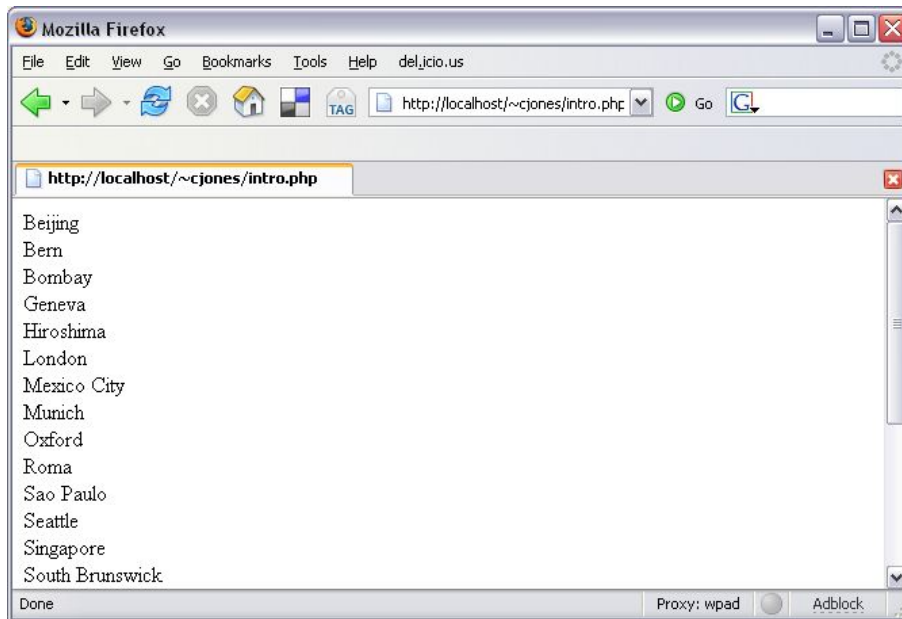 Mozilla Firefox
File Edit View Go Bookmarks Tools Help del.icio.us
TAG http://localhost/~cjones/intro.php Go G
http://localhost/~cjones/intro.php
Beijing
Bern
Bombay
Geneva
Hiroshima
London
Mexico City
Munich
Oxford
Roma
Sao Paulo
Seattle
Singapore
South Brunswick
Done Proxy: wpad Adblock